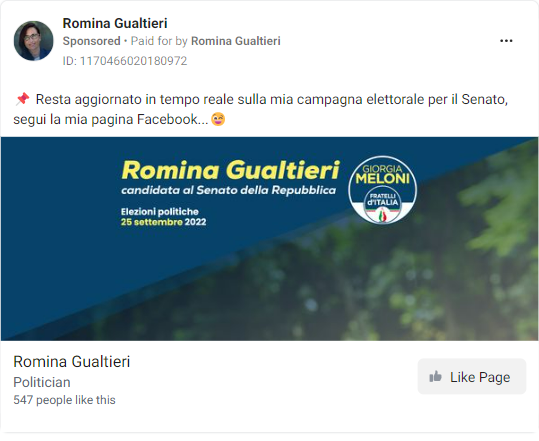 Romina Gualtieri
Sponsored • Paid for by Romina Gualtieri
ID: 1170466020180972
📌 Resta aggiornato in tempo reale sulla mia campagna elettorale per il Senato,
segui la mia pagina Facebook...🥰
Romina Gualtieri
candidata al Senato della Repubblica
Elezioni politiche
25 settembre 2022
GIORGIA
MELONI
FRATELLI
d'ITALIA
Romina Gualtieri
Politician
547 people like this
Like Page